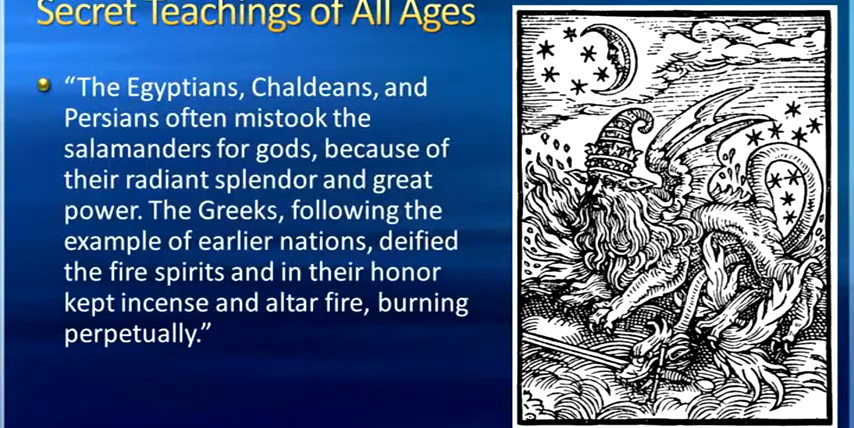 Secret Teachings of All Ages
“The Egyptians, Chaldeans, and
Persians often mistook the
salamanders for gods, because of
their radiant splendor and great
power. The Greeks, following the
example of earlier nations, deified
the fire spirits and in their honor
kept incense and altar fire, burning
perpetually.”